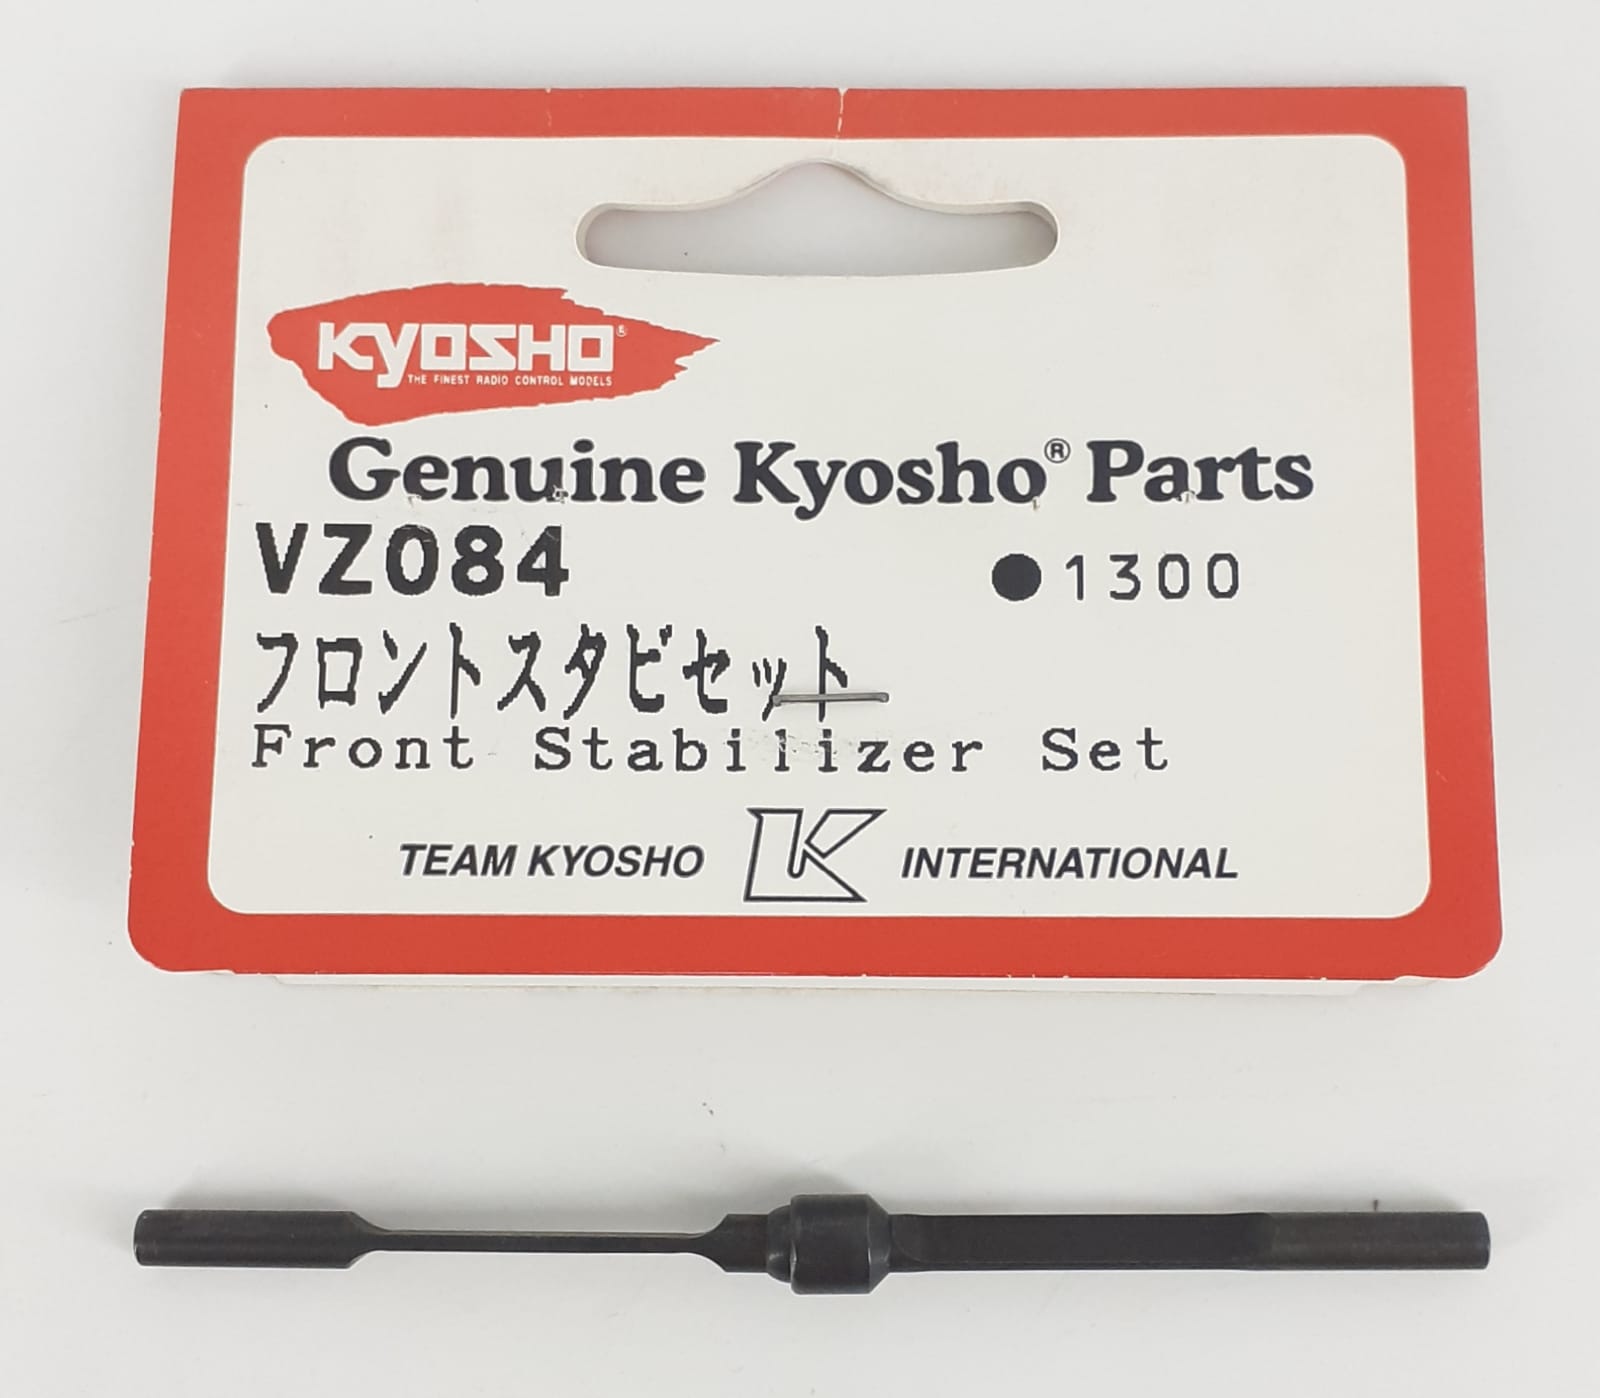 KYOSHO®
THE FINEST RADIO CONTROL MODELS
Genuine Kyosho® Parts
VZ084 ●1300
フロントスタビセット
Front Stabilizer Set
TEAM KYOSHO K INTERNATIONAL